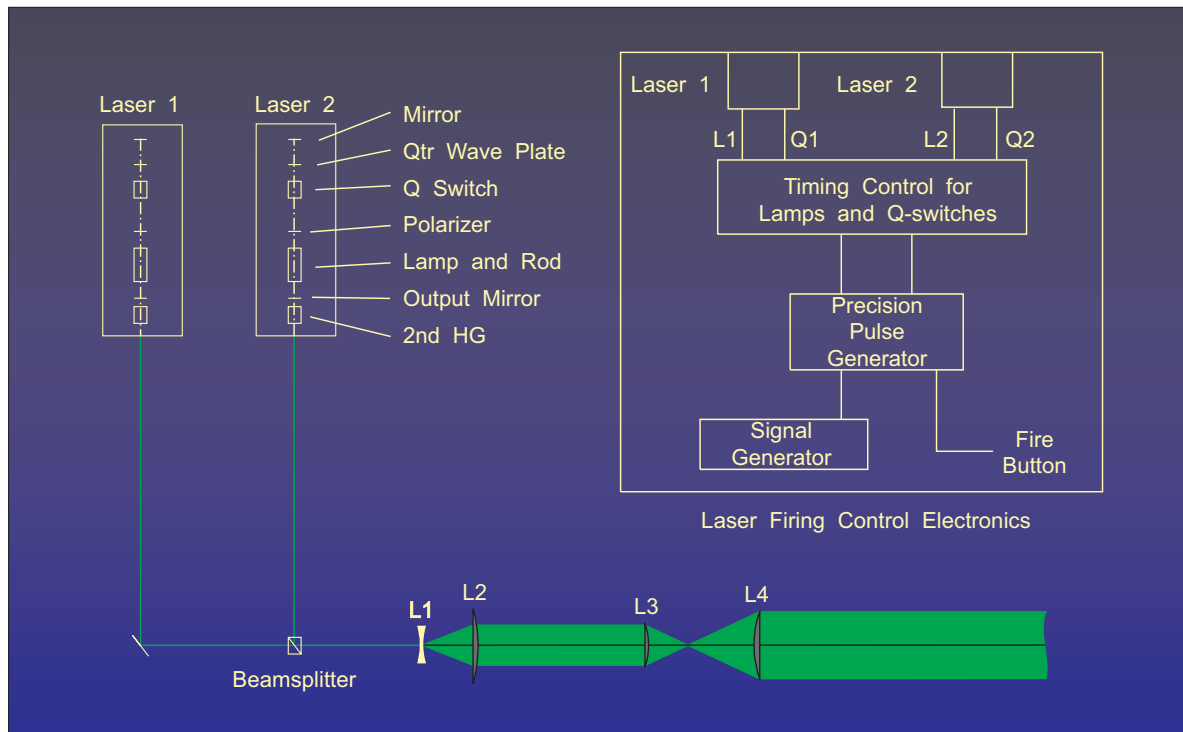 Laser 1
Laser 2
Mirror
Qtr Wave Plate
Q Switch
Polarizer
Lamp and Rod
Output Mirror
2nd HG
Laser 1
Laser 2
L1
Q1
L2
Q2
Timing Control for
Lamps and Q-switches
Precision
Pulse
Generator
Signal
Generator
Fire
Button
Laser Firing Control Electronics
L1
L2
L3
L4
Beamsplitter